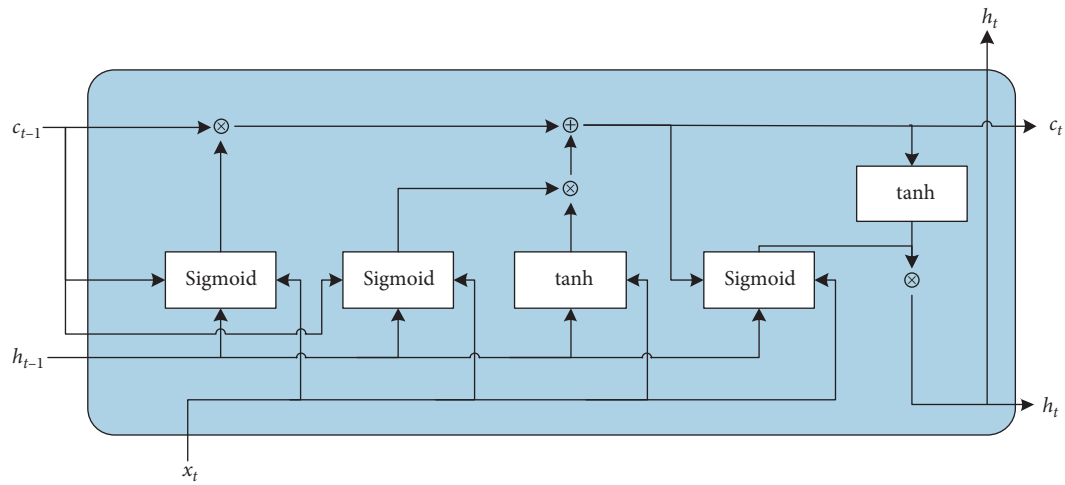 h_t
c_{t–1}
c_t
tanh
Sigmoid
Sigmoid
tanh
Sigmoid
h_{t–1}
h_t
x_t